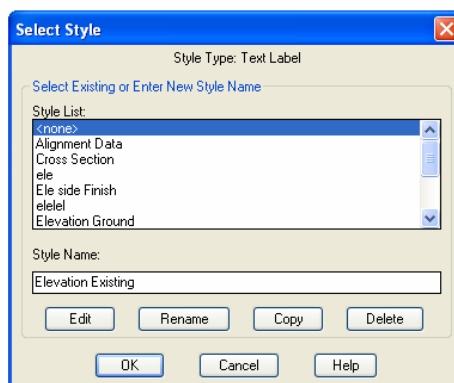 Select Style
Style Type: Text Label
Select Existing or Enter New Style Name
Style List:
<none>
Alignment Data
Cross Section
ele
Ele side Finish
elelel
Elevation Ground
Style Name:
Elevation Existing
Edit Rename Copy Delete
OK Cancel Help